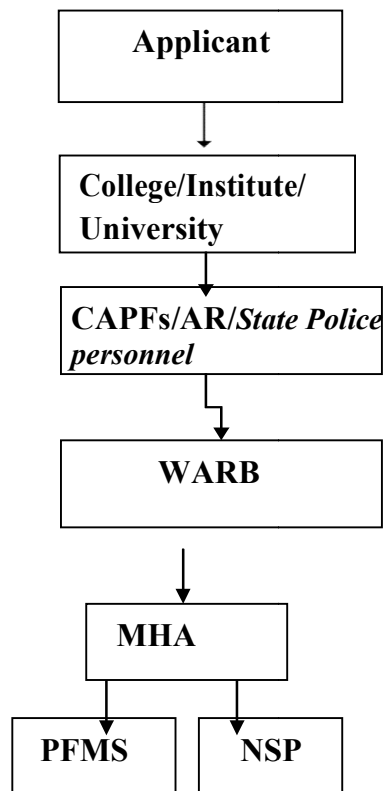 Applicant
College/Institute/
University
CAPFs/AR/State Police
personnel
WARB
MHA
PFMS
NSP